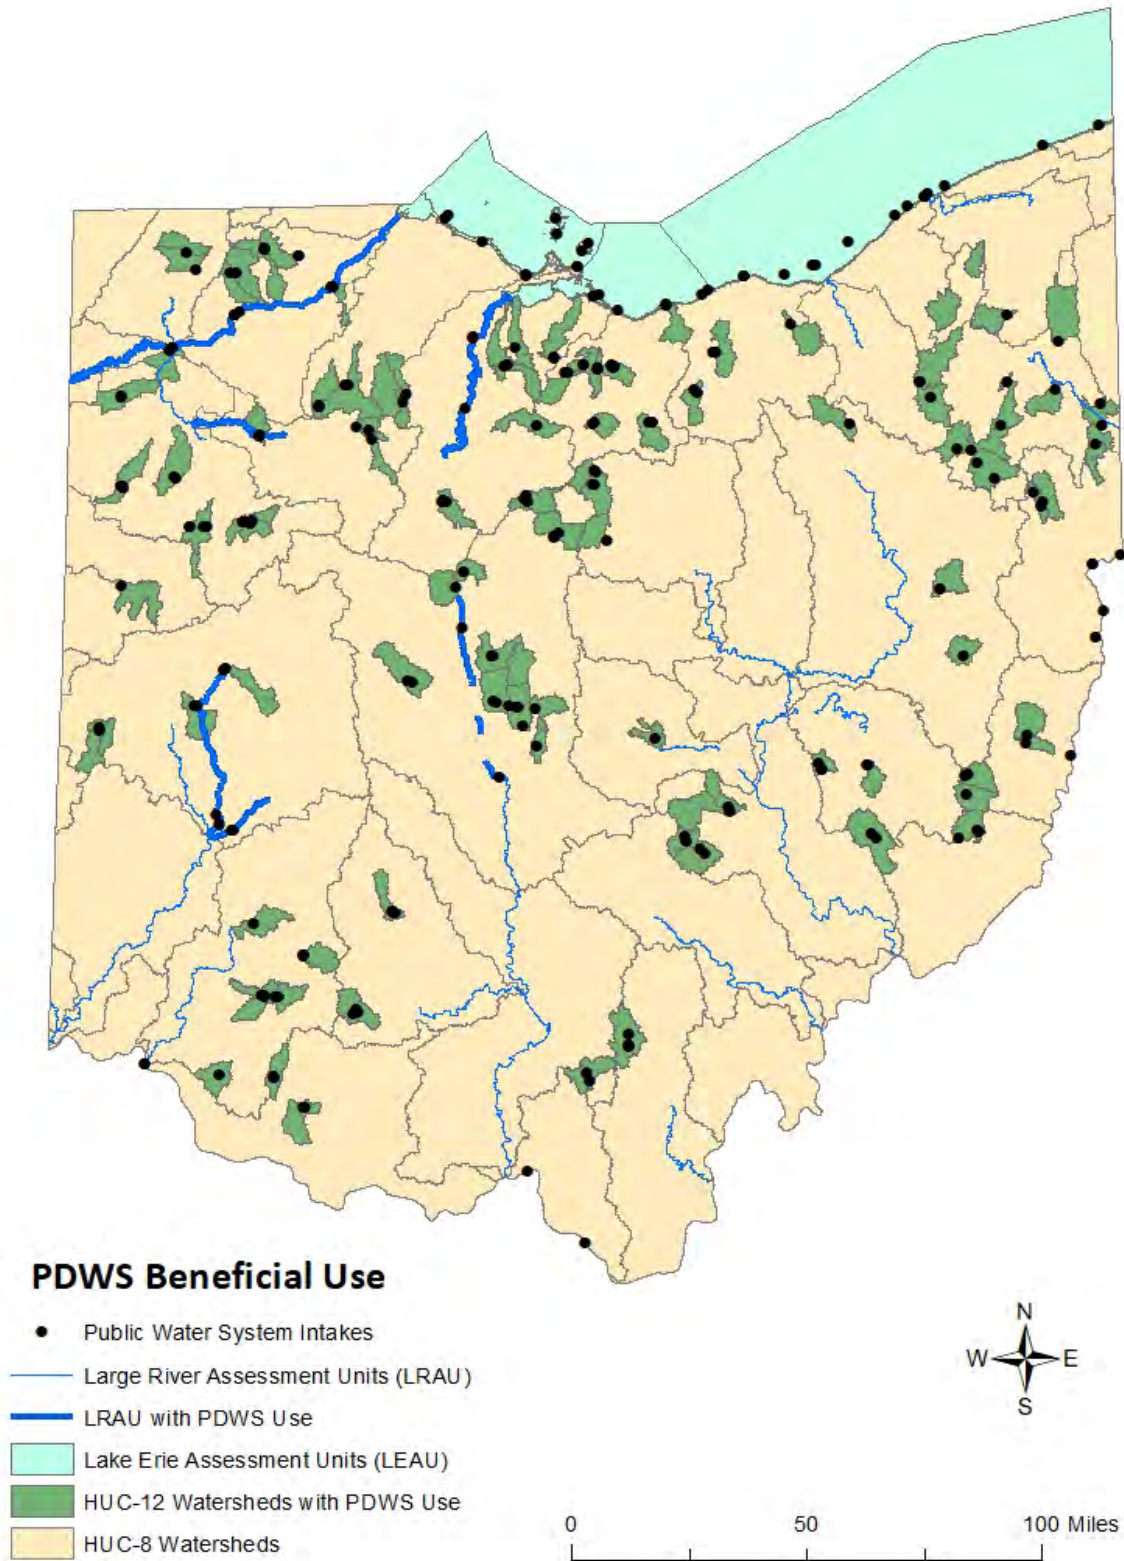 PDWS Beneficial Use
Public Water System Intakes
Large River Assessment Units (LRAU)
LRAU with PDWS Use
Lake Erie Assessment Units (LEAU)
HUC-12 Watersheds with PDWS Use
HUC-8 Watersheds
N
W E
S
0 50 100 Miles